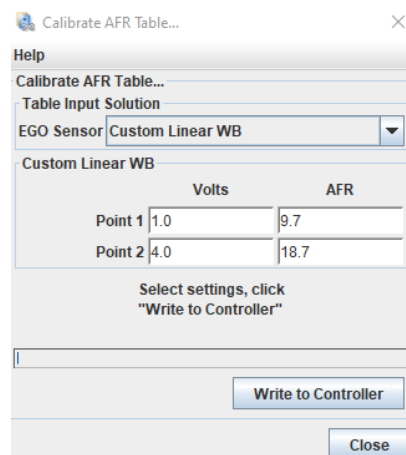 Calibrate AFR Table...
Help
Calibrate AFR Table...
Table Input Solution
EGO Sensor Custom Linear WB
Custom Linear WB
Volts AFR
Point 1 1.0 9.7
Point 2 4.0 18.7
Select settings, click
"Write to Controller"
Write to Controller
Close